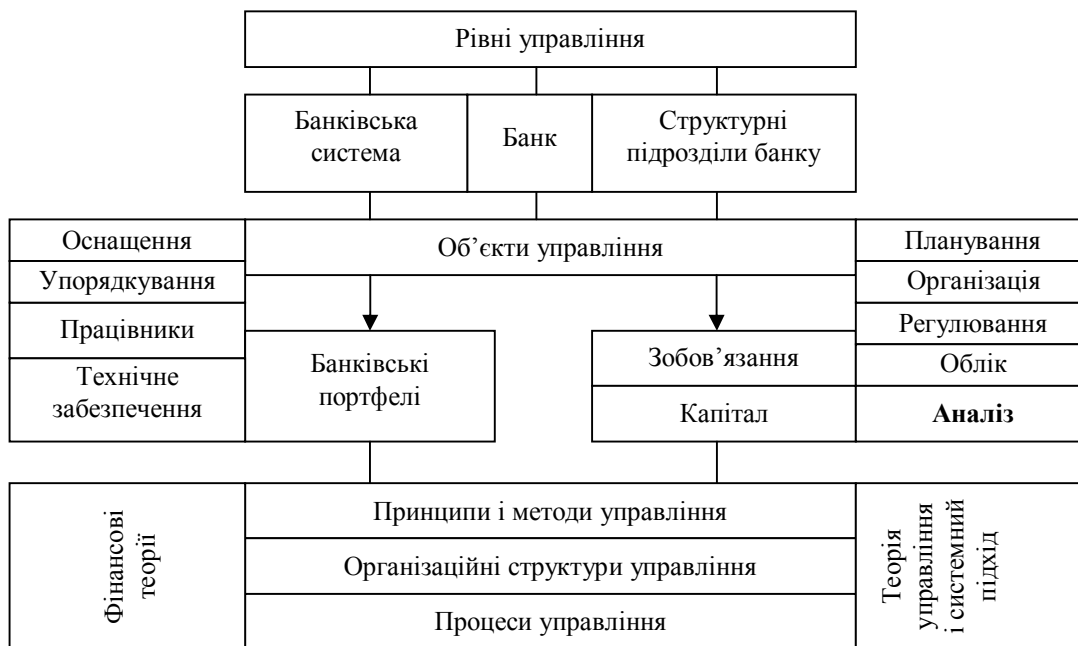 Рівні управління
Банківська
система
Банк
Структурні
підрозділи банку
Оснащення
Упорядкування
Працівники
Технічне
забезпечення
Об’єкти управління
Банківські
портфелі
Зобов’язання
Капітал
Планування
Організація
Регулювання
Облік
Аналіз
Фінансові
теорії
Принципи і методи управління
Організаційні структури управління
Процеси управління
Теорія
управління
і системний
підхід